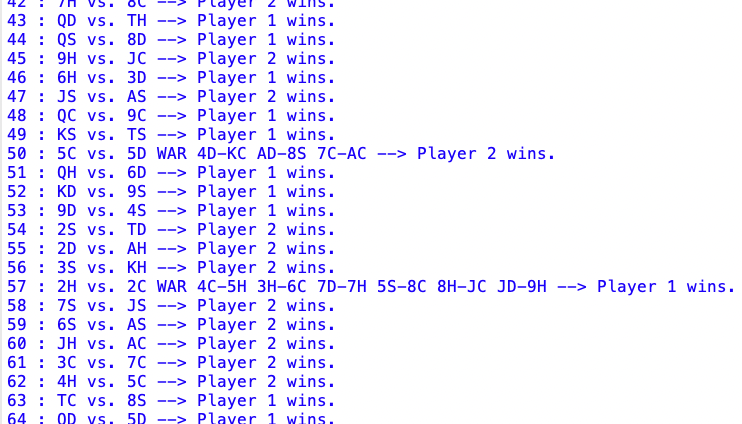 42 : 7H vs. 8C --> Player 2 wins.
43 : QD vs. TH --> Player 1 wins.
44 : QS vs. 8D --> Player 1 wins.
45 : 9H vs. JC --> Player 2 wins.
46 : 6H vs. 3D --> Player 1 wins.
47 : JS vs. AS --> Player 2 wins.
48 : QC vs. 9C --> Player 1 wins.
49 : KS vs. TS --> Player 1 wins.
50 : 5C vs. 5D WAR 4D-KC AD-8S 7C-AC --> Player 2 wins.
51 : QH vs. 6D --> Player 1 wins.
52 : KD vs. 9S --> Player 1 wins.
53 : 9D vs. 4S --> Player 1 wins.
54 : 2S vs. TD --> Player 2 wins.
55 : 2D vs. AH --> Player 2 wins.
56 : 3S vs. KH --> Player 2 wins.
57 : 2H vs. 2C WAR 4C-5H 3H-6C 7D-7H 5S-8C 8H-JC JD-9H --> Player 1 wins.
58 : 7S vs. JS --> Player 2 wins.
59 : 6S vs. AS --> Player 2 wins.
60 : JH vs. AC --> Player 2 wins.
61 : 3C vs. 7C --> Player 2 wins.
62 : 4H vs. 5C --> Player 2 wins.
63 : TC vs. 8S --> Player 1 wins.
64 : QD vs. 5D --> Player 1 wins.